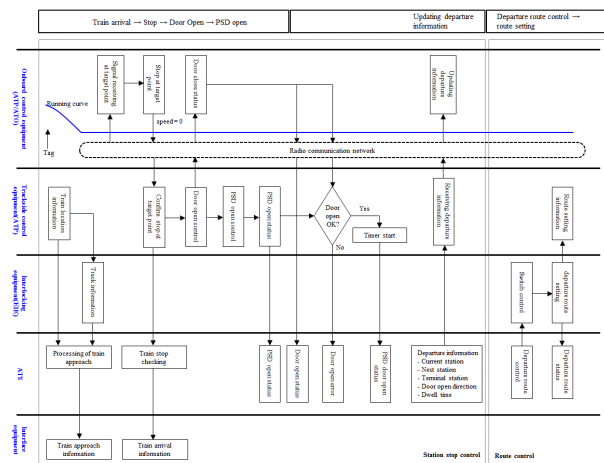 Train arrival → Stop → Door Open → PSD open
Updating departure
information
Departure route control →
route setting
Onboard control equipment
(ATP/ATO)
Signal receiving
at target point
Stop at target
point
Door close status
Updating
departure
information
Running curve
speed = 0
Tag
Radio communication network
Trackside control
equipment(ATP)
Train location
information
Confirm stop at
target point
Door open control
PSD open control
PSD open status
Door
open
OK?
Yes
No
Timer start
Receiving departure
information
Route setting
information
Interlocking
equipment(EIE)
Track information
Switch control
departure route
setting
ATS
Processing of train
approach
Train stop
checking
PSD open status
Door open status
Door open error
PSD door open
status
Departure information
- Current station
- Next station
- Terminal station
- Door open direction
- Dwell time
Departure route
control
Departure route
status
Interface
equipment
Train approach
information
Train arrival
information
Station stop control
Route control